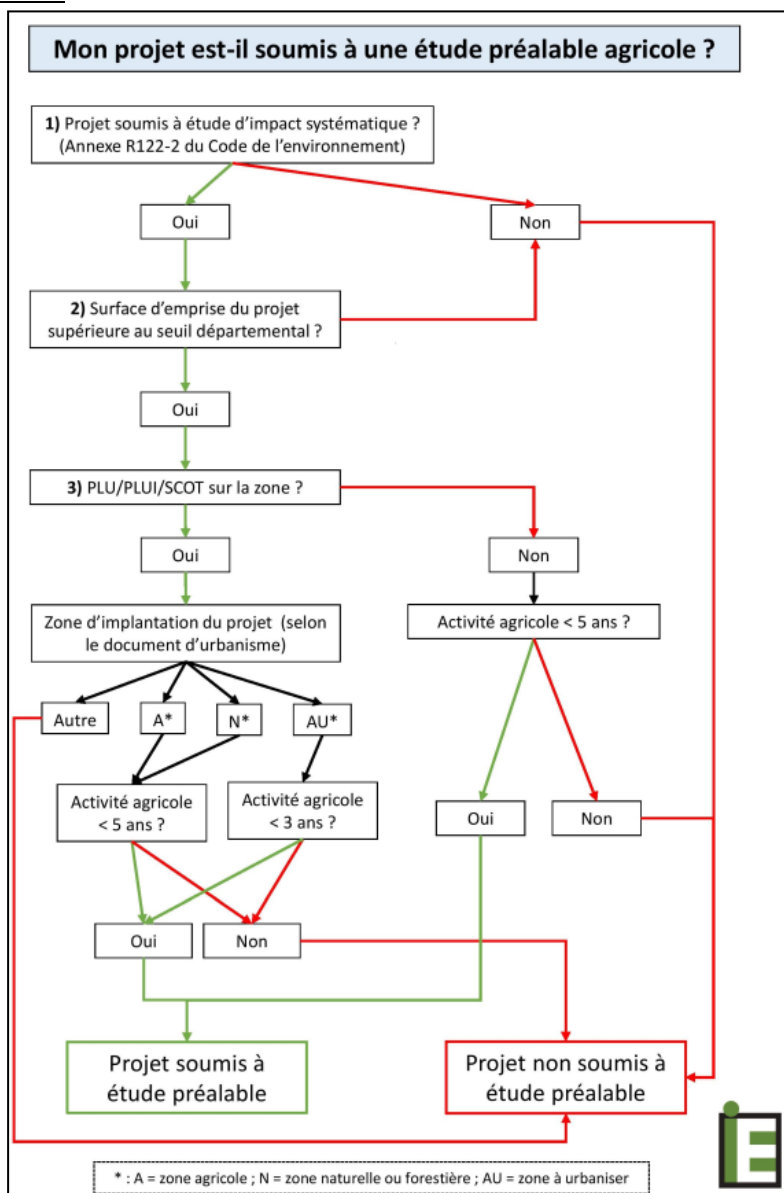 Mon projet est-il soumis à une étude préalable agricole ?
1) Projet soumis à étude d'impact systématique ?
(Annexe R122-2 du Code de l'environnement)
Oui
Non
2) Surface d'emprise du projet
supérieure au seuil départemental ?
Oui
3) PLU/PLUI/SCOT sur la zone ?
Oui
Non
Zone d'implantation du projet (selon
le document d'urbanisme)
Activité agricole < 5 ans ?
Autre
A*
N*
AU*
Activité agricole
< 5 ans ?
Activité agricole
< 3 ans ?
Oui
Non
Oui
Non
Projet soumis à
étude préalable
Projet non soumis à
étude préalable
iE
* : A = zone agricole ; N = zone naturelle ou forestière ; AU = zone à urbaniser